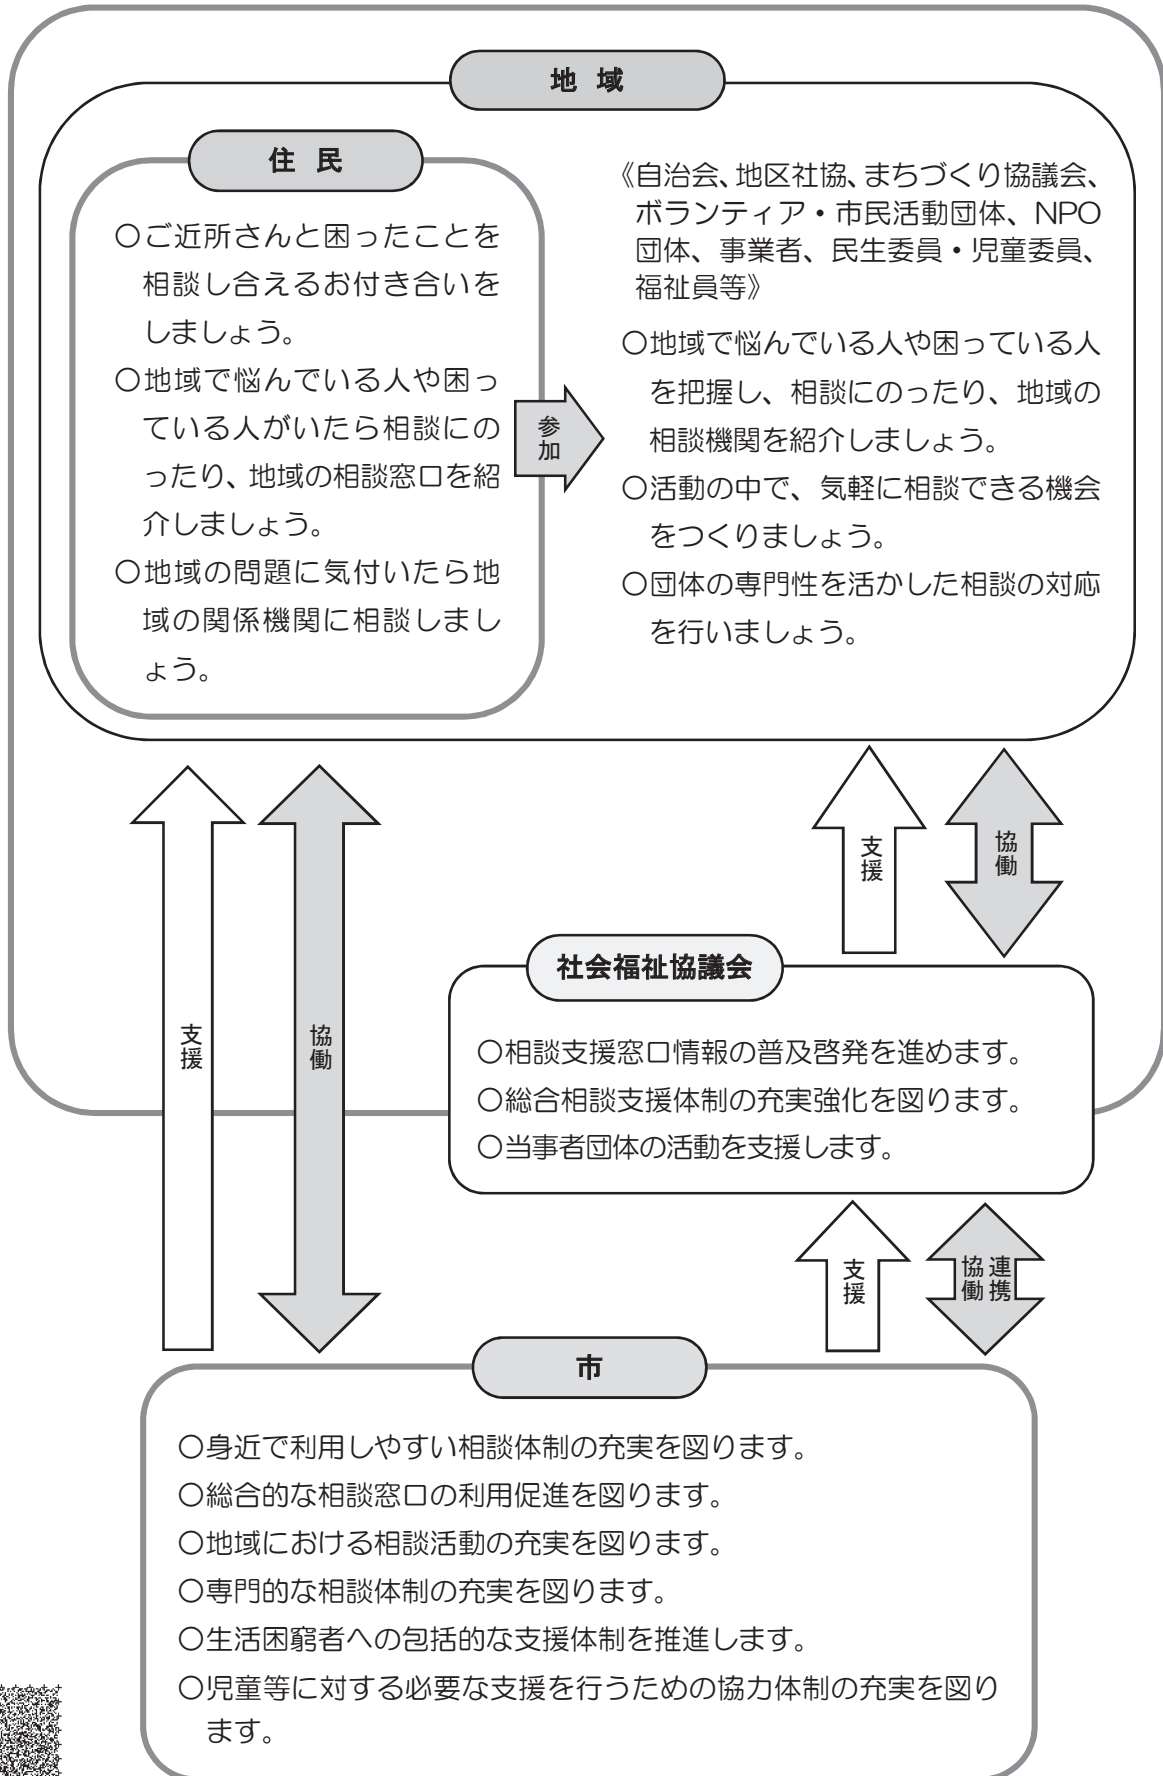 地 域
住 民
〇ご近所さんと困ったことを
相談し合えるお付き合いを
しましょう。
〇地域で悩んでいる人や困っ
ている人がいたら相談にの
ったり、地域の相談窓口を紹
介しましょう。
〇地域の問題に気付いたら地
域の関係機関に相談しまし
ょう。
参加
《自治会、地区社協、まちづくり協議会、
ボランティア・市民活動団体、NPO
団体、事業者、民生委員・児童委員、
福祉員等》
〇地域で悩んでいる人や困っている人
を把握し、相談にのったり、地域の
相談機関を紹介しましょう。
〇活動の中で、気軽に相談できる機会
をつくりましょう。
〇団体の専門性を活かした相談の対応
を行いましょう。
支援
協働
支援
協働
社会福祉協議会
〇相談支援窓口情報の普及啓発を進めます。
〇総合相談支援体制の充実強化を図ります。
〇当事者団体の活動を支援します。
支援
連携
協働
市
〇身近で利用しやすい相談体制の充実を図ります。
〇総合的な相談窓口の利用促進を図ります。
〇地域における相談活動の充実を図ります。
〇専門的な相談体制の充実を図ります。
〇生活困窮者への包括的な支援体制を推進します。
〇児童等に対する必要な支援を行うための協力体制の充実を図り
ます。